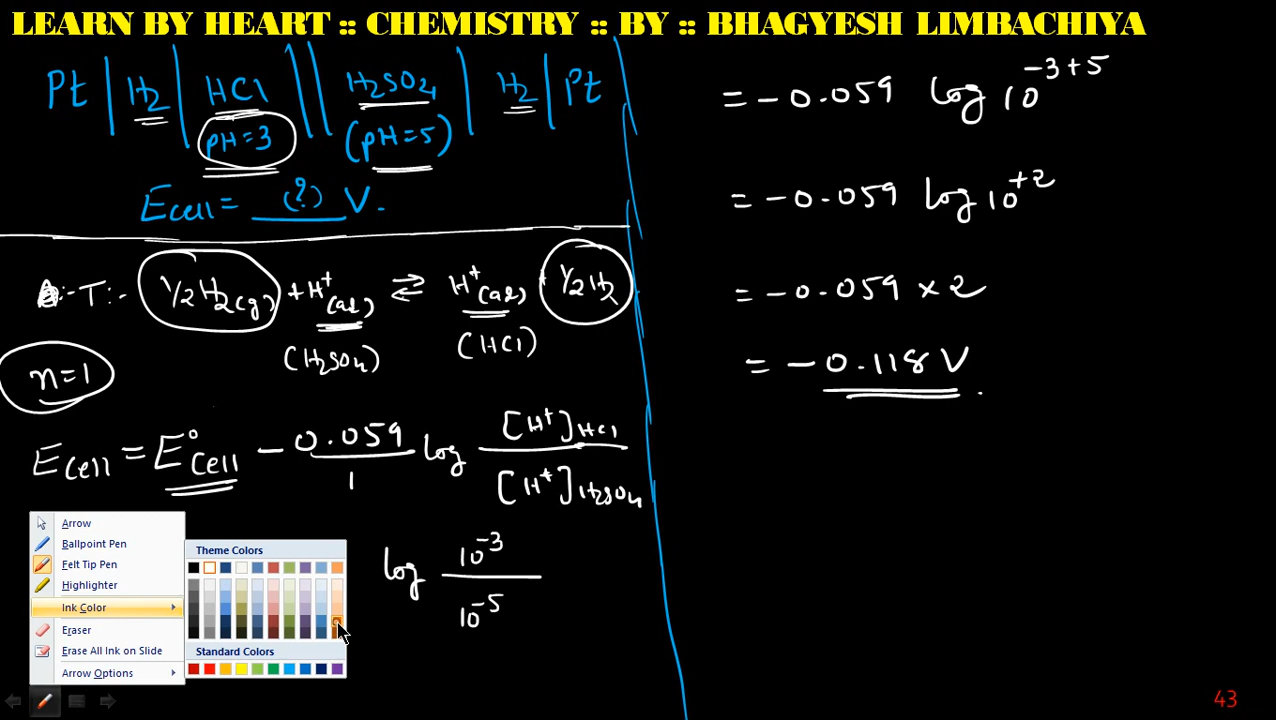 LEARN BY HEART :: CHEMISTRY :: BY :: BHAGYESH LIMBACHIYA
Pt | H₂ | HCl || H₂SO₄ | H₂ | Pt
pH=3 (pH=5)
Ecell = (?) V.
:- T:- 1/2 H₂(g) + H⁺(aq) ⇌ H⁺(aq) + 1/2 H₂
(H₂SO₄) (HCl)
n=1
Ecell = E°Cell - 0.059/1 log [H⁺]HCl / [H⁺]H₂SO₄
log 10⁻³ / 10⁻⁵
= -0.059 log 10⁻³⁺⁵
= -0.059 log 10⁺²
= -0.059 × 2
= -0.118 V.
Arrow
Ballpoint Pen
Felt Tip Pen
Highlighter
Ink Color
Eraser
Erase All Ink on Slide
Arrow Options
Theme Colors
Standard Colors
43